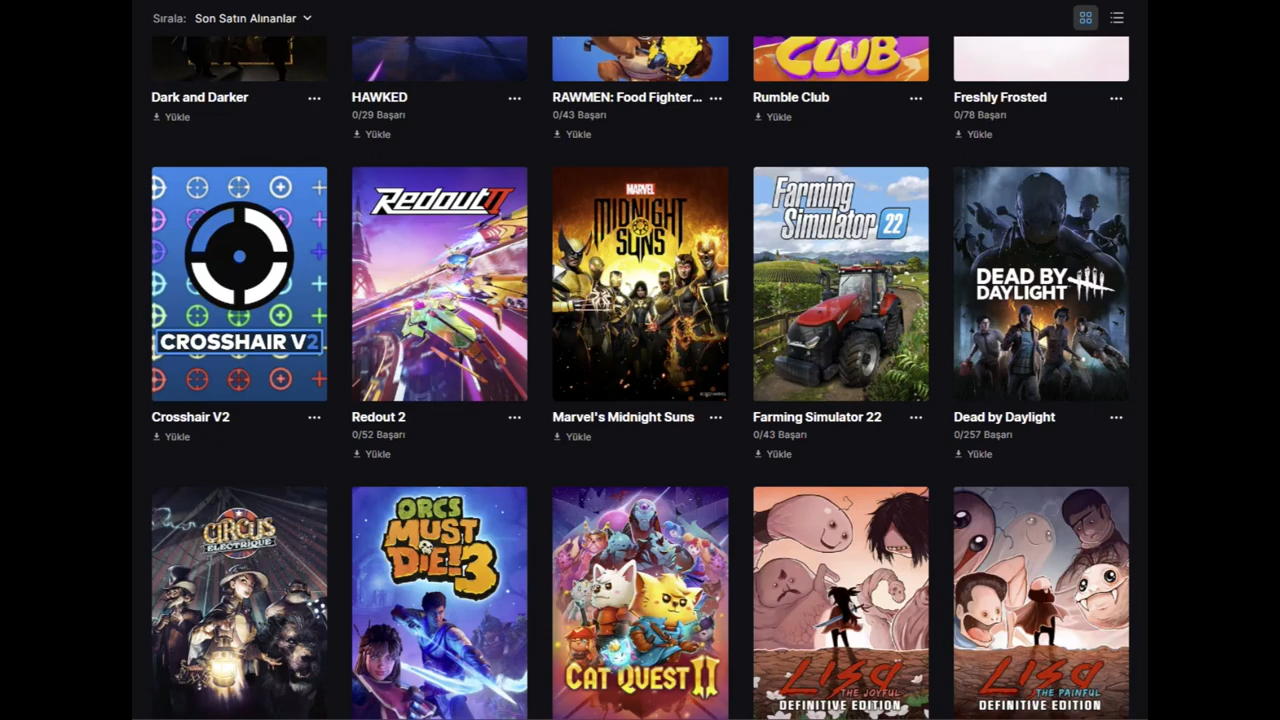 Sırala: Son Satın Alınanlar
CLUB
Dark and Darker
HAWKED
RAWMEN: Food Fighter...
Rumble Club
Freshly Frosted
Yükle
0/29 Başarı
0/43 Başarı
Yükle
0/78 Başarı
Yükle
Yükle
Yükle
CROSSHAIR V2
Redout II
MARVEL
MIDNIGHT
SUNS
Farming
Simulator 22
DEAD BY
DAYLIGHT
Crosshair V2
Redout 2
Marvel's Midnight Suns
Farming Simulator 22
Dead by Daylight
Yükle
0/52 Başarı
Yükle
0/43 Başarı
0/257 Başarı
Yükle
Yükle
Yükle
CIRCUS
ELECTRIQUE
ORCS
MUST
DIE! 3
CAT QUEST II
LISA
THE JOYFUL
DEFINITIVE EDITION
LISA
THE PAINFUL
DEFINITIVE EDITION